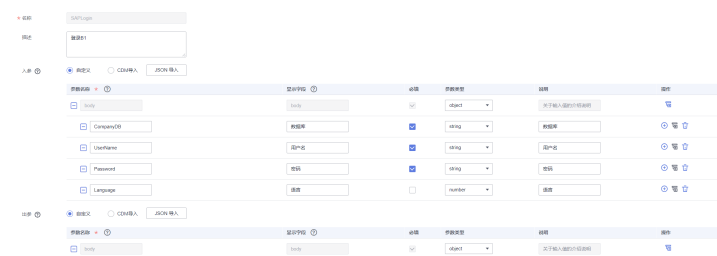 * 名称 SAPLogin
描述 登录B1
入参 ? 自定义 CDM导入 JSON 导入
参数名称 * ? 显示字段 ? 必填 参数类型 说明 操作
body body object 关于输入值的介绍说明
CompanyDB 数据库 string 数据库
UserName 用户名 string 用户名
Password 密码 string 密码
Language 语言 number 语言
出参 ? 自定义 CDM导入 JSON 导入
参数名称 * ? 显示字段 ? 必填 参数类型 说明 操作
body body object 关于输入值的介绍说明